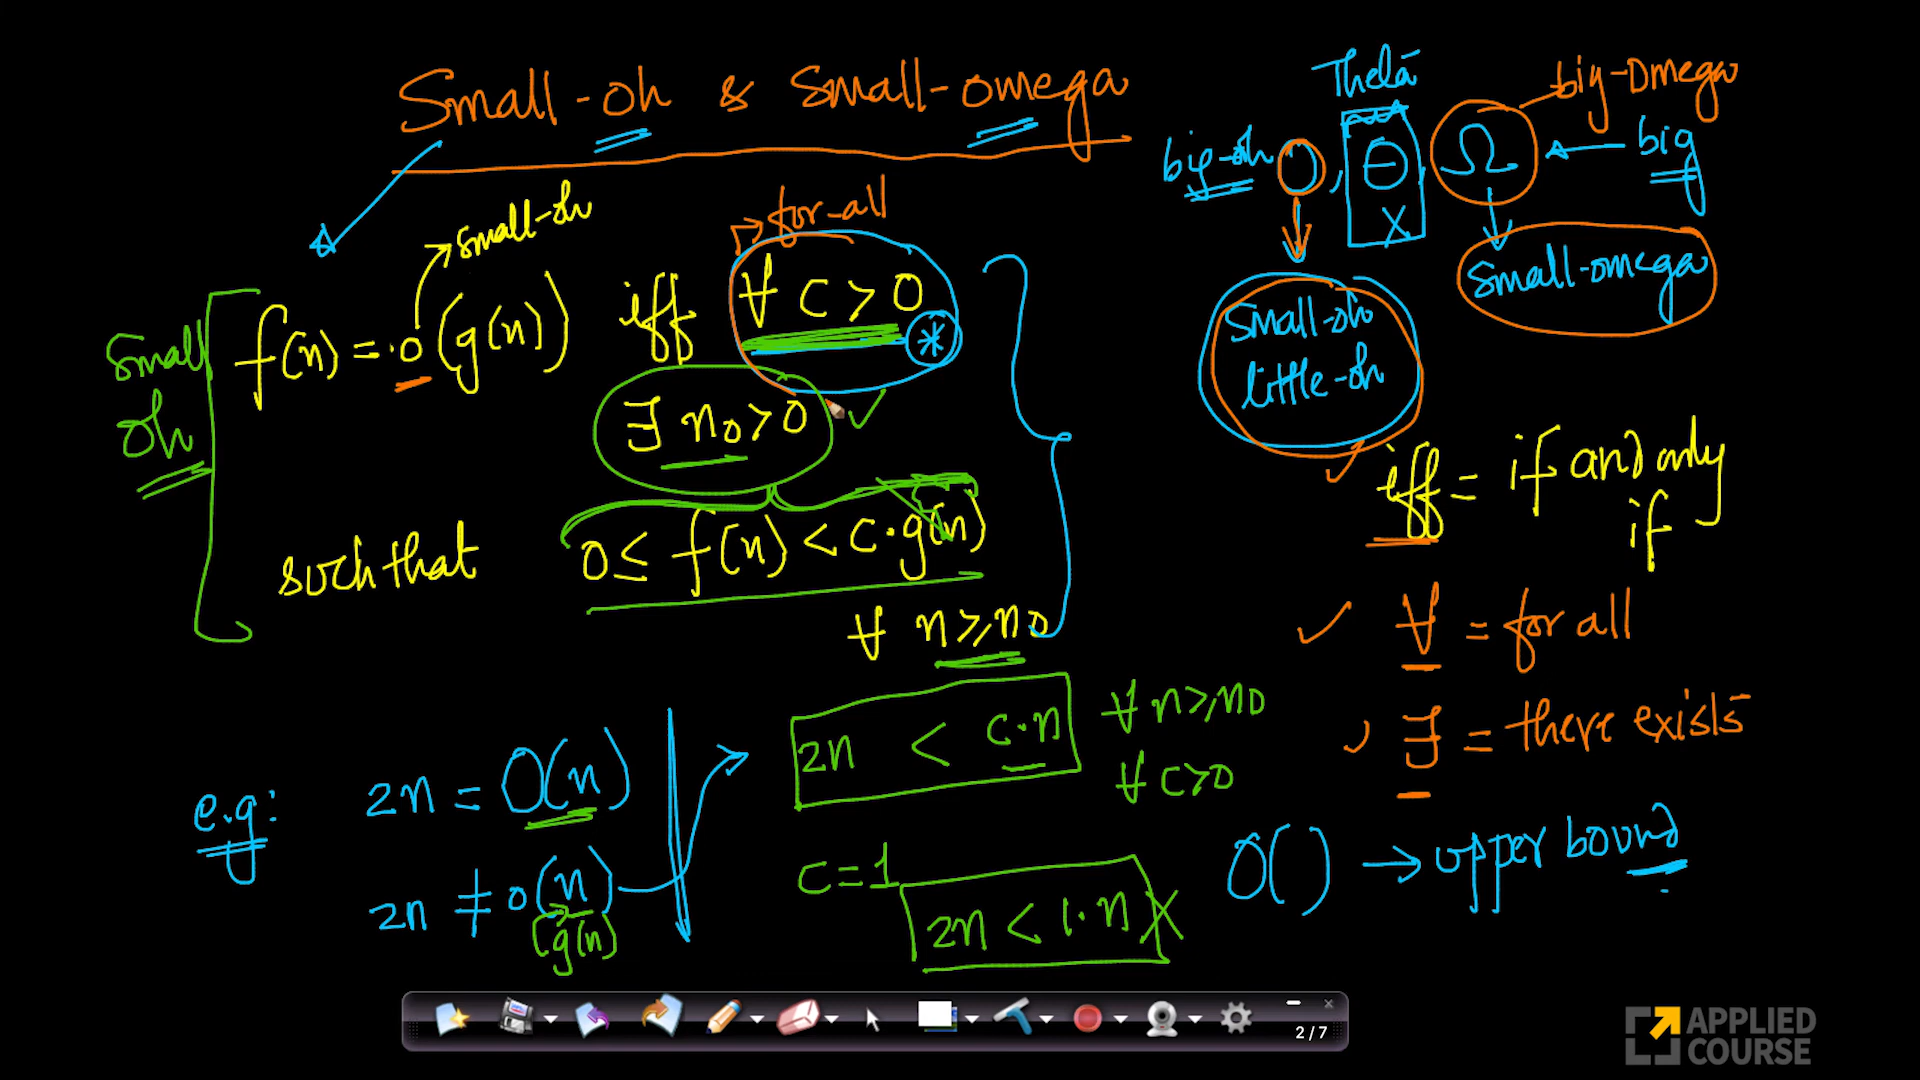 Small-oh & Small-omega
Theta
big-omega
big-oh O, Θ, Ω big
X
for-all
small-oh
small-omega
small oh
f(n) = o(g(n)) iff ∀ c > 0 *
small-oh
little-oh
∃ n0 > 0 ✓
iff = if and only if
such that 0 ≤ f(n) < c·g(n)
∀ n ≥ n0
✓ ∀ = for all
✓ ∃ = there exists
2n < c·n ∀ n ≥ n0
∀ c > 0
e.g: 2n = O(n)
c = 1
O( ) → upper bound
2n ≠ o(n)
g(n)
2n < 1·n X
2/7
APPLIED
COURSE